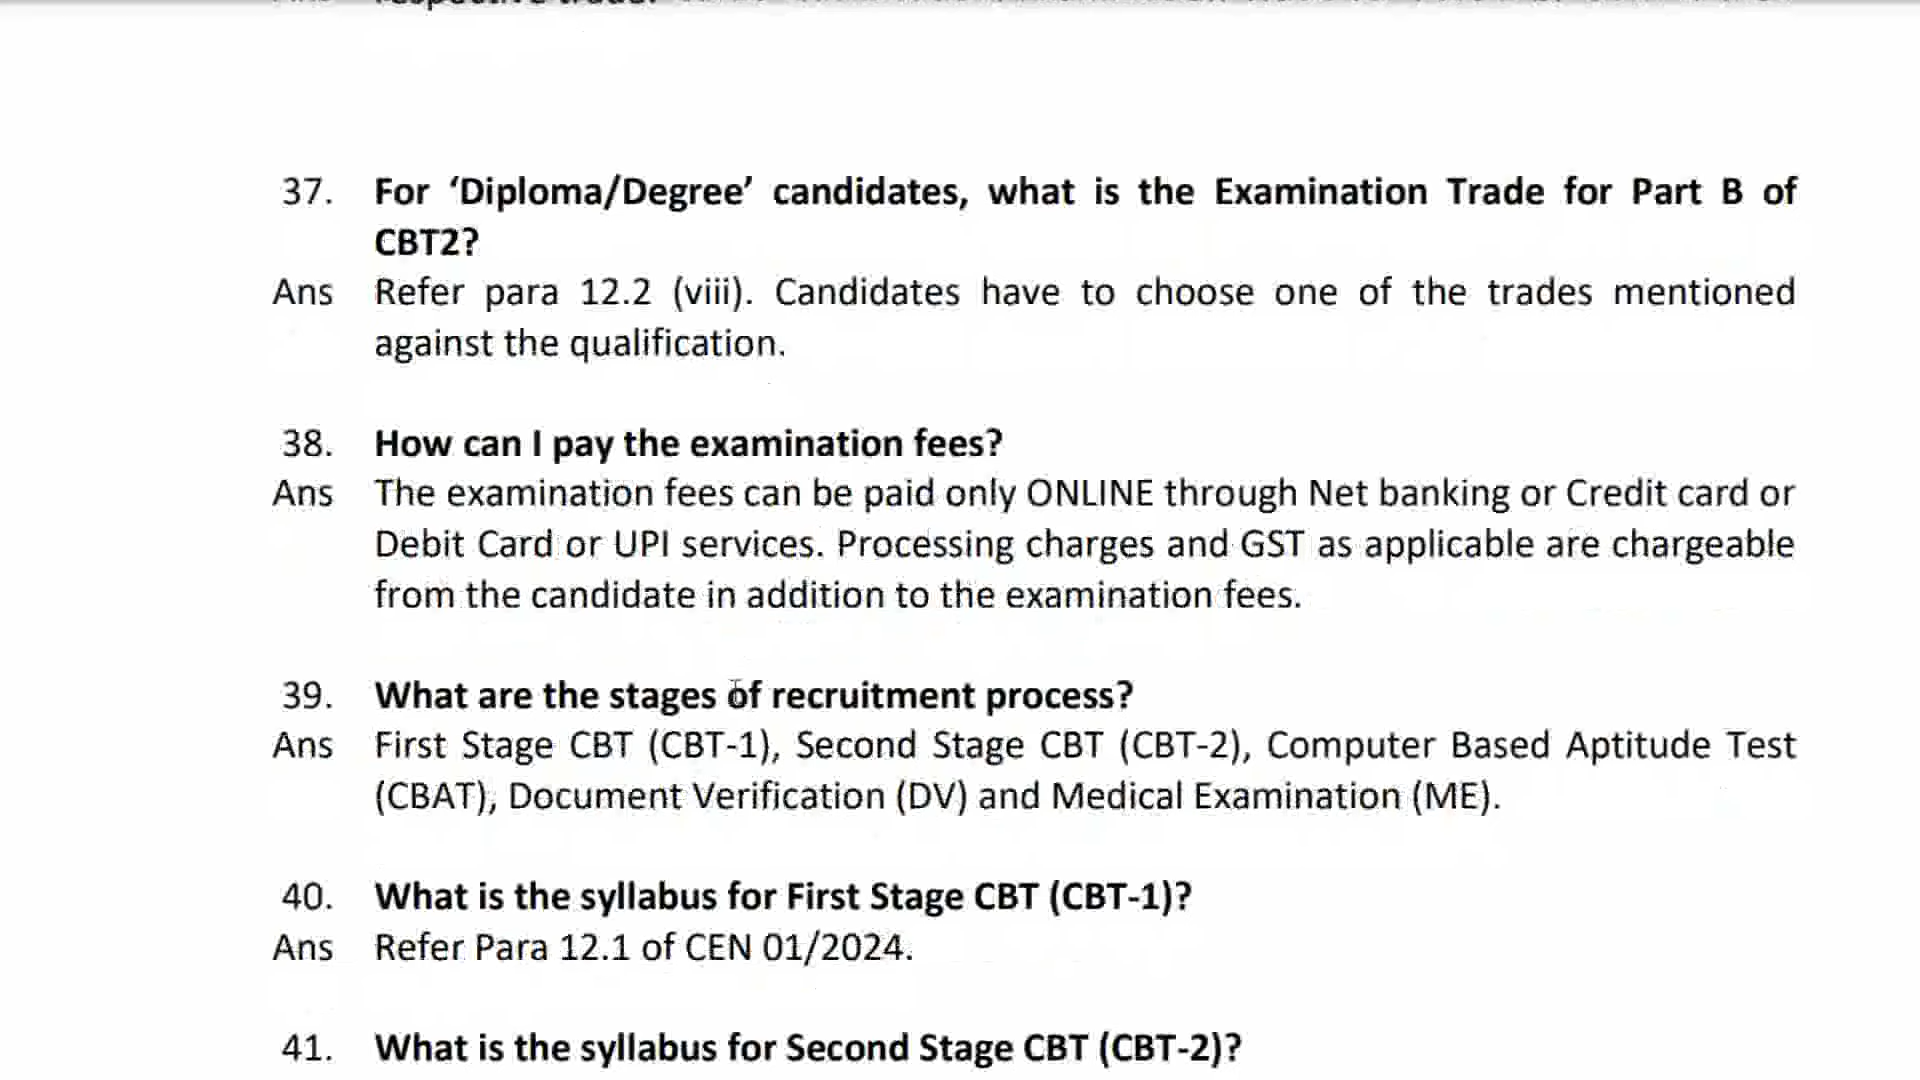 respective trade.
37. For ‘Diploma/Degree’ candidates, what is the Examination Trade for Part B of
CBT2?
Ans Refer para 12.2 (viii). Candidates have to choose one of the trades mentioned
against the qualification.
38. How can I pay the examination fees?
Ans The examination fees can be paid only ONLINE through Net banking or Credit card or
Debit Card or UPI services. Processing charges and GST as applicable are chargeable
from the candidate in addition to the examination fees.
39. What are the stages of recruitment process?
Ans First Stage CBT (CBT-1), Second Stage CBT (CBT-2), Computer Based Aptitude Test
(CBAT), Document Verification (DV) and Medical Examination (ME).
40. What is the syllabus for First Stage CBT (CBT-1)?
Ans Refer Para 12.1 of CEN 01/2024.
41. What is the syllabus for Second Stage CBT (CBT-2)?